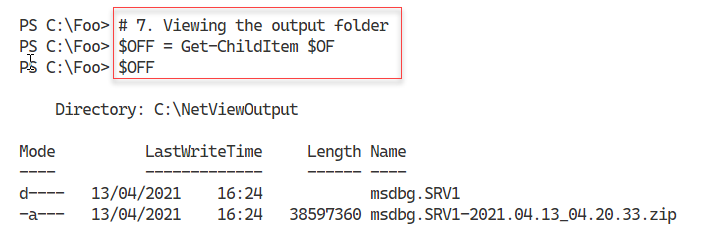 PS C:\Foo> # 7. Viewing the output folder
PS C:\Foo> $OFF = Get-ChildItem $OF
PS C:\Foo> $OFF
Directory: C:\NetViewOutput
Mode LastWriteTime Length Name
---- ------------- ------ ----
d---- 13/04/2021 16:24 msdbg.SRV1
-a--- 13/04/2021 16:24 38597360 msdbg.SRV1-2021.04.13_04.20.33.zip